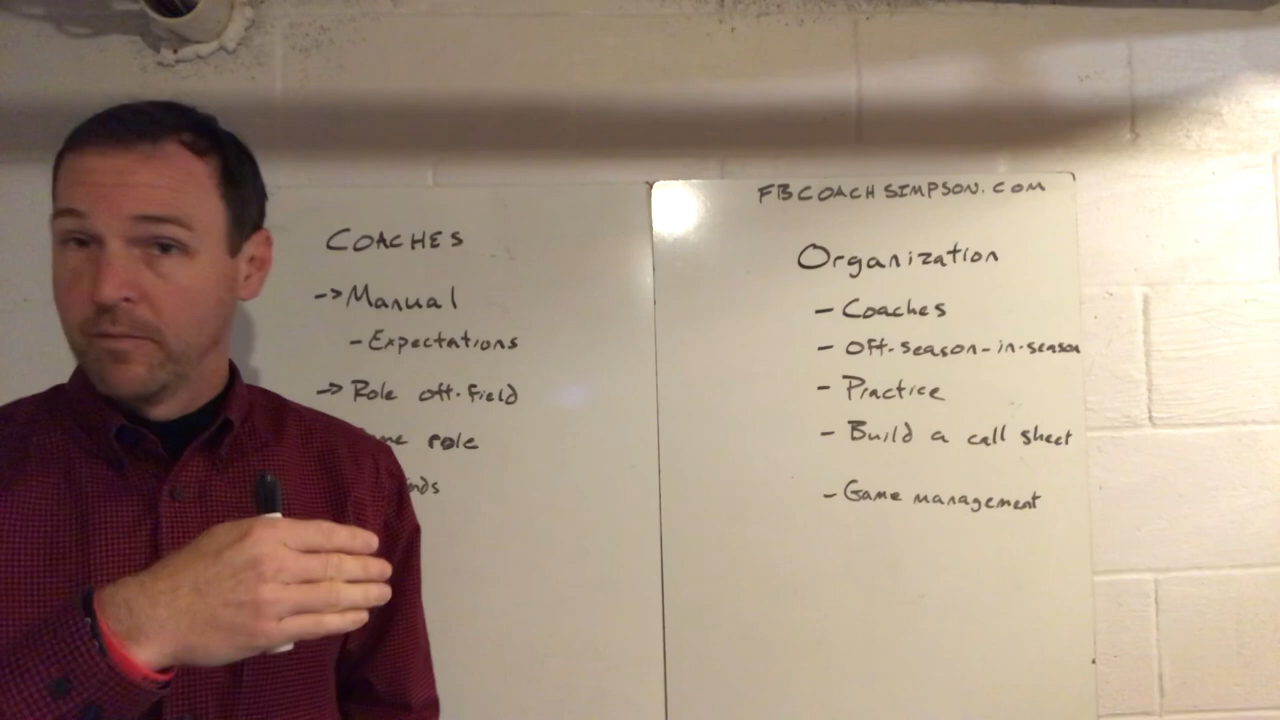 COACHES
-> Manual
- Expectations
-> Role off-field
role
FBCOACHSIMPSON.COM
Organization
- Coaches
- Off-season-in-season
- Practice
- Build a call sheet
- Game management